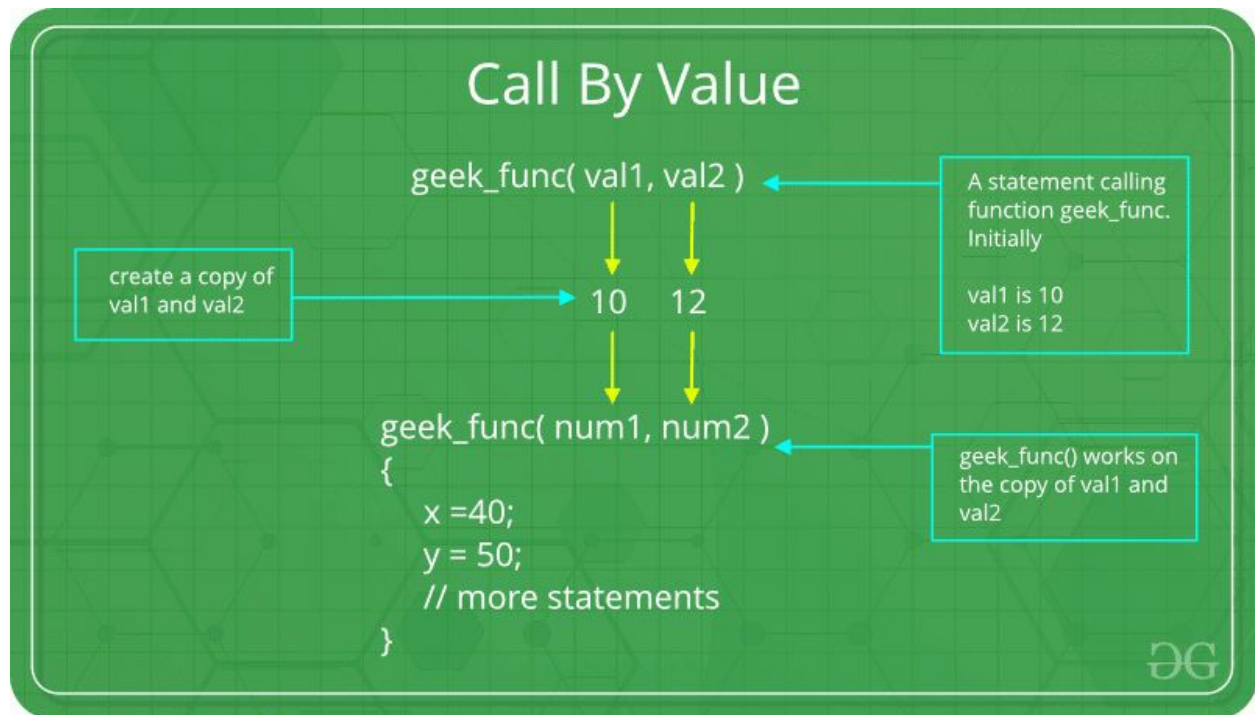 Call By Value
geek_func( val1, val2 )
A statement calling
function geek_func.
Initially
val1 is 10
val2 is 12
create a copy of
val1 and val2
10 12
geek_func( num1, num2 )
{
x =40;
y = 50;
// more statements
}
geek_func() works on
the copy of val1 and
val2